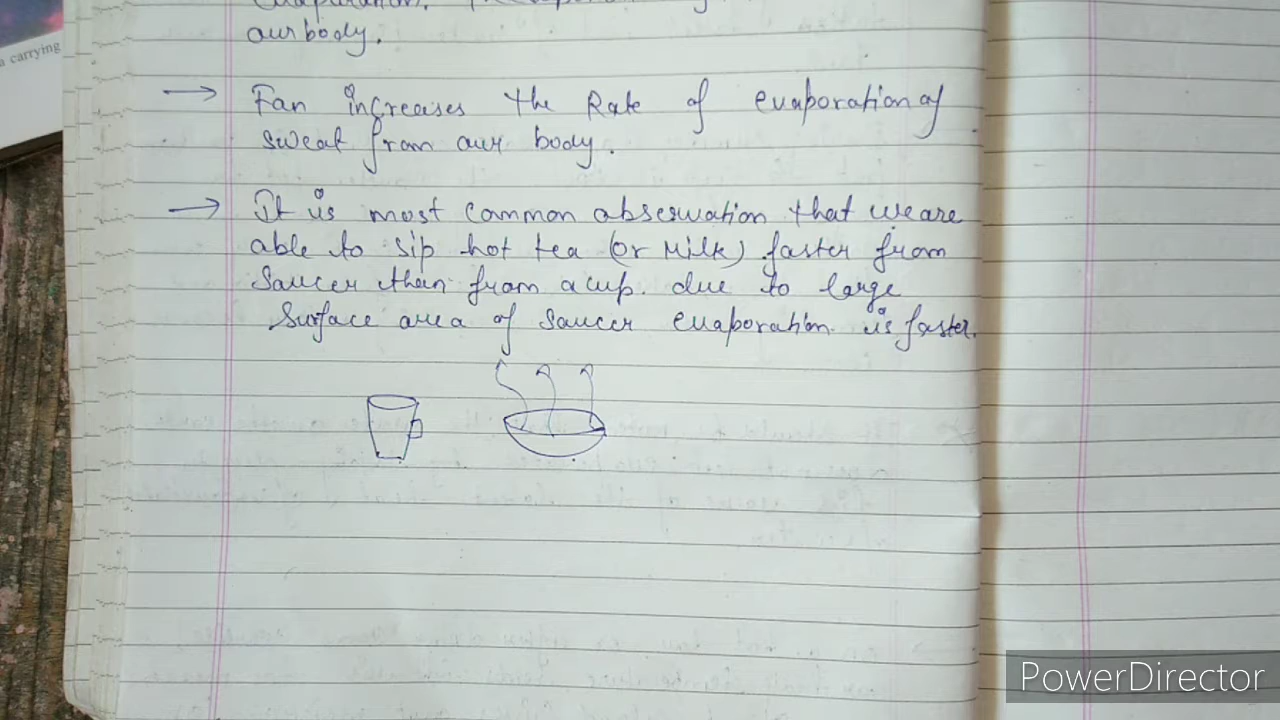 our body.
a carrying
→ Fan increases the Rate of evaporation of
sweat from our body.
→ It is most common observation that we are
able to sip hot tea (or Milk) faster from
Saucer than from a cup. due to large
Surface area of Saucer evaporation is faster.
PowerDirector